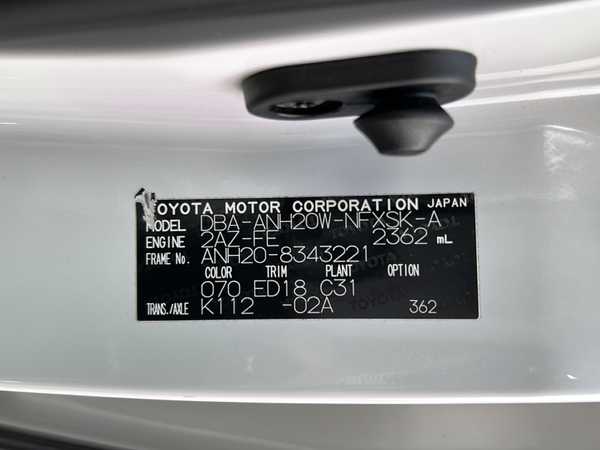 TOYOTA MOTOR CORPORATION JAPAN
MODEL DBA-ANH20W-NFXSK-A
ENGINE 2AZ-FE 2362 mL
FRAME No. ANH20-8343221
COLOR TRIM PLANT OPTION
070 ED18 C31
TRANS./AXLE K112 -02A 362